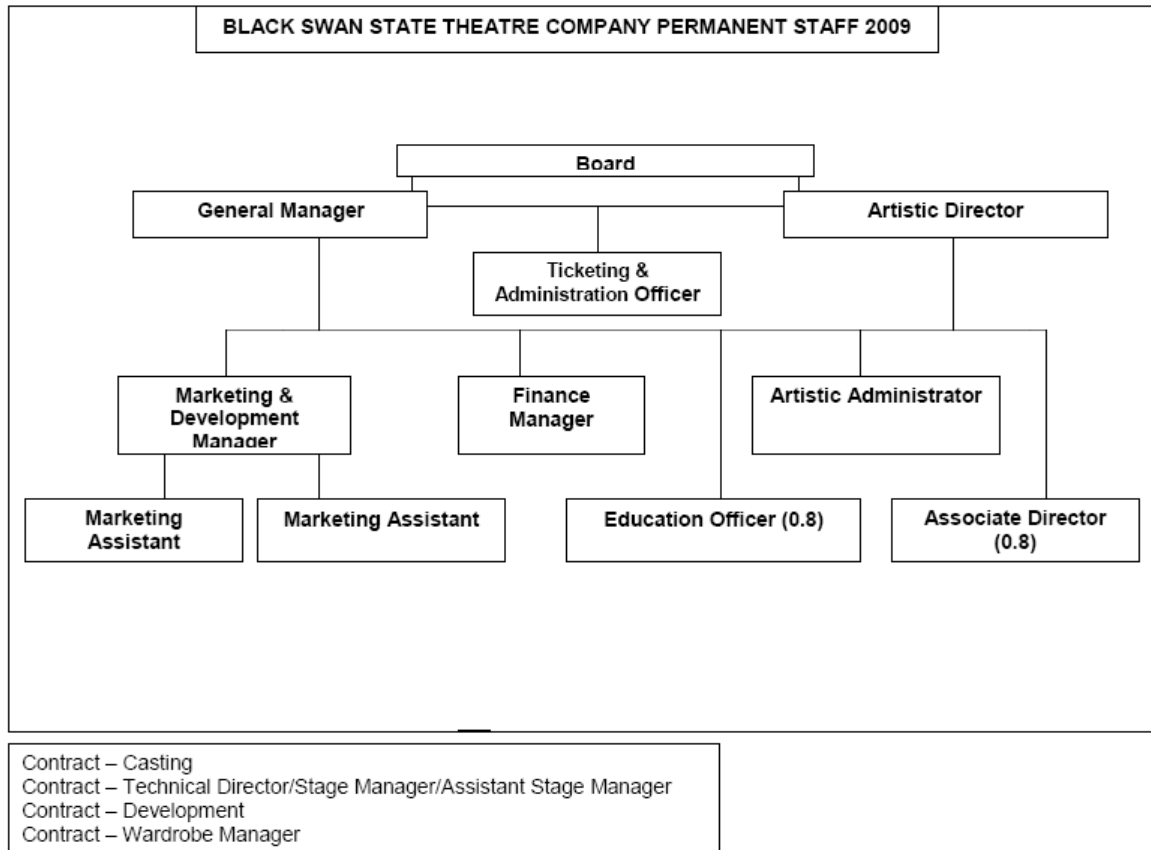 BLACK SWAN STATE THEATRE COMPANY PERMANENT STAFF 2009
Board
General Manager
Artistic Director
Ticketing &
Administration Officer
Marketing &
Development
Manager
Finance
Manager
Artistic Administrator
Marketing
Assistant
Marketing Assistant
Education Officer (0.8)
Associate Director
(0.8)
Contract – Casting
Contract – Technical Director/Stage Manager/Assistant Stage Manager
Contract – Development
Contract – Wardrobe Manager